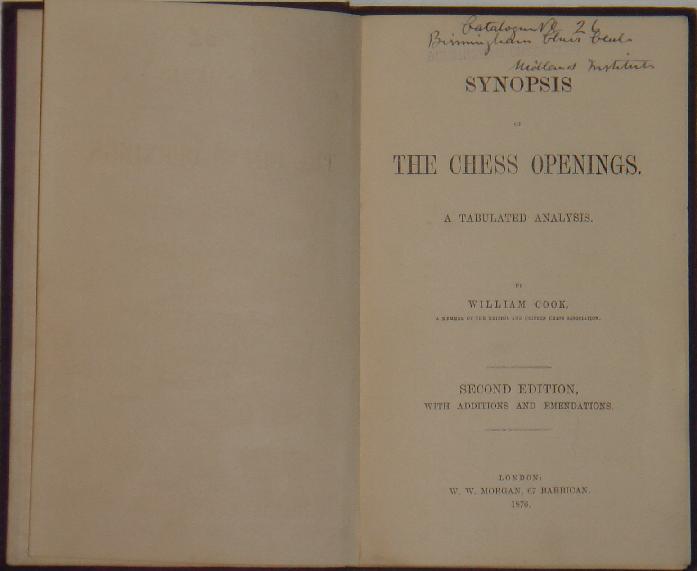 Catalogue No 26
Birmingham Chess Club
Midland Institute
SYNOPSIS
OF
THE CHESS OPENINGS.
A TABULATED ANALYSIS.
BY
WILLIAM COOK,
A MEMBER OF THE BRISTOL AND CLIFTON CHESS ASSOCIATION.
SECOND EDITION,
WITH ADDITIONS AND EMENDATIONS.
LONDON:
W. W. MORGAN, 67 BARBICAN.
1876.